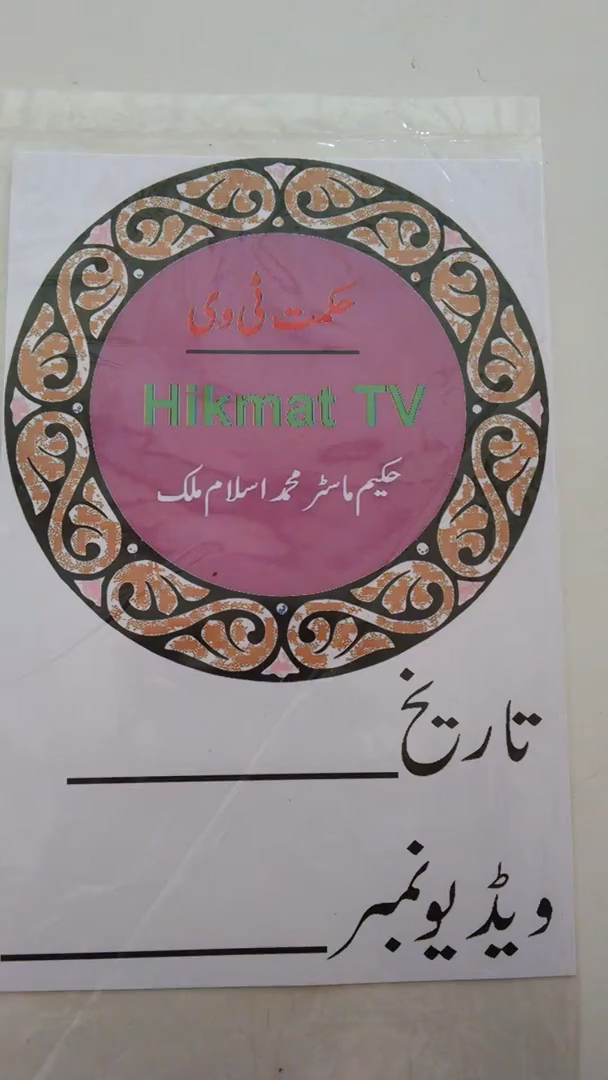 حکمت ٹی وی
Hikmat TV
حکیم ماسٹر محمد اسلام ملک
تاریخ
ویڈیو نمبر